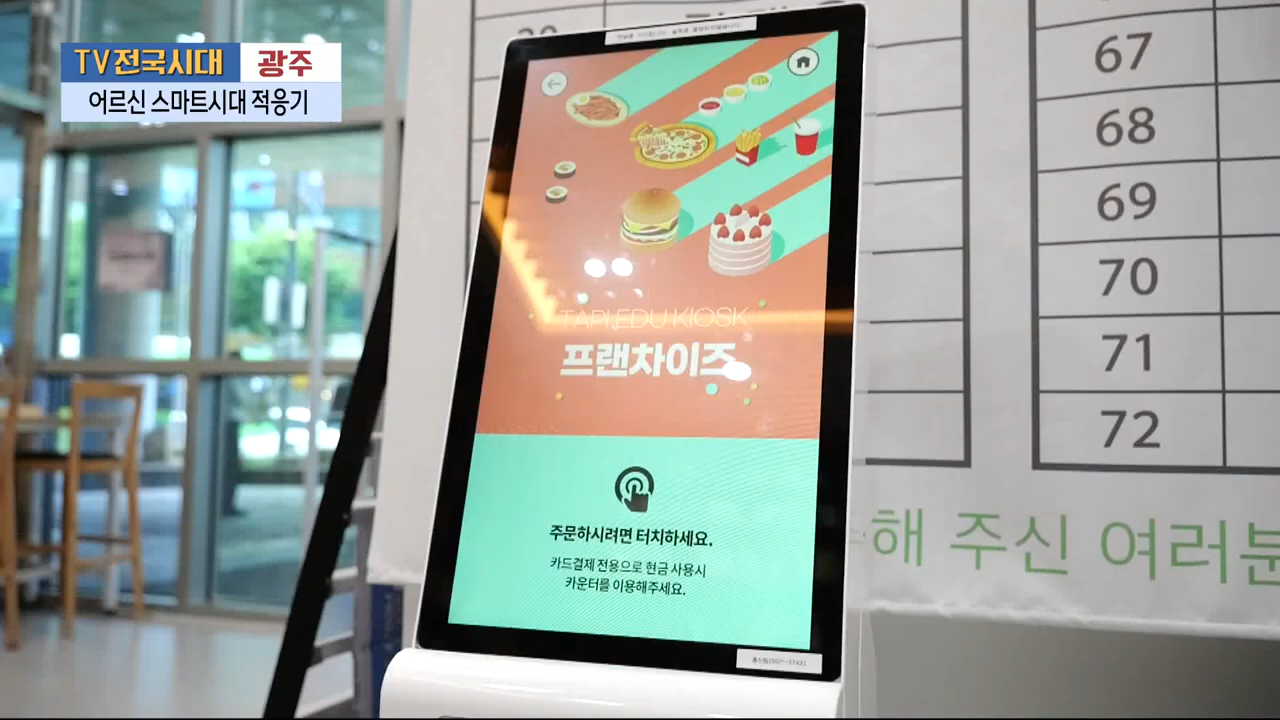 TV전국시대 광주
어르신 스마트시대 적응기
TAPI.EDU KIOSK
프랜차이즈
주문하시려면 터치하세요.
카드결제 전용으로 현금 사용시
카운터를 이용해주세요.
67
68
69
70
71
72
해 주신 여러분